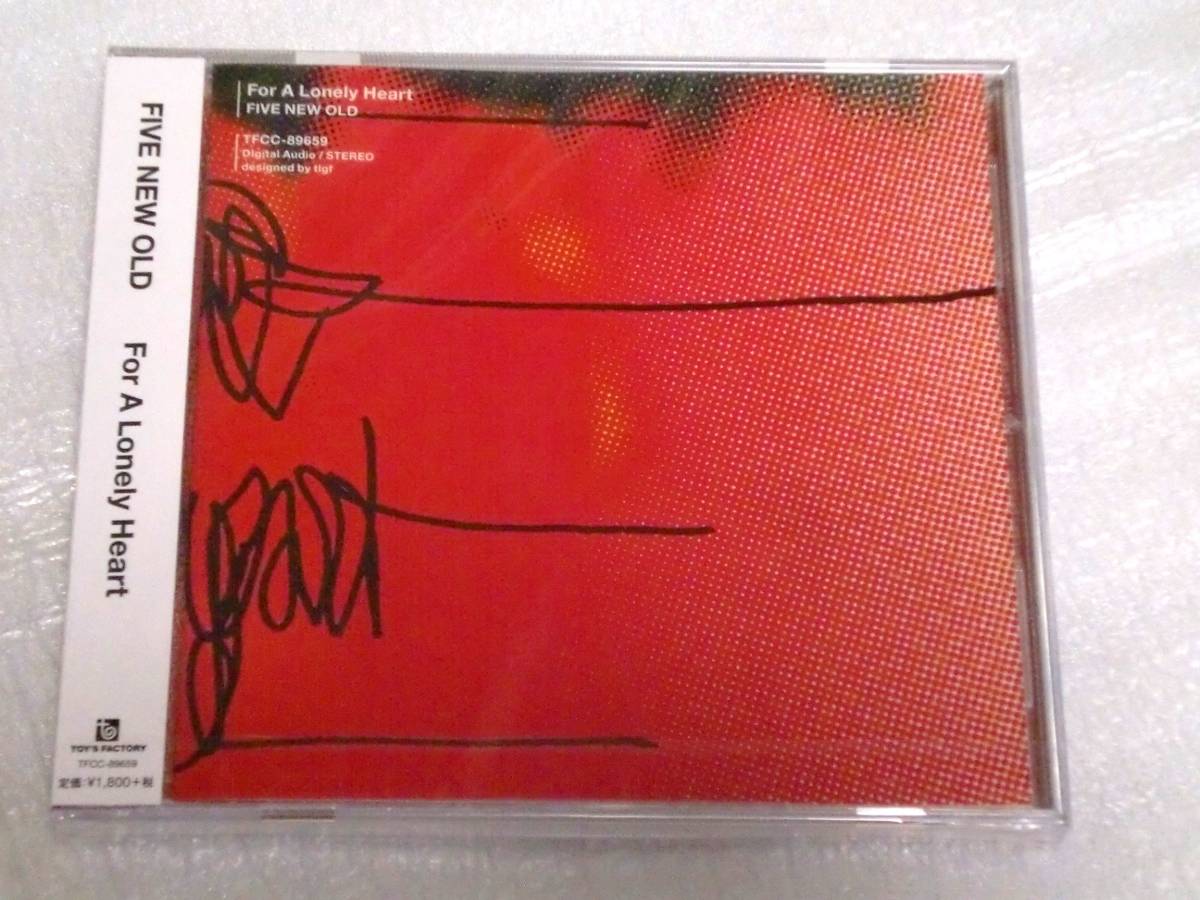 FIVE NEW OLD For A Lonely Heart
TOY'S FACTORY
TFCC-89659
定価:¥1,800+税
For A Lonely Heart
FIVE NEW OLD
TFCC-89659
Digital Audio / STEREO
designed by tlgf